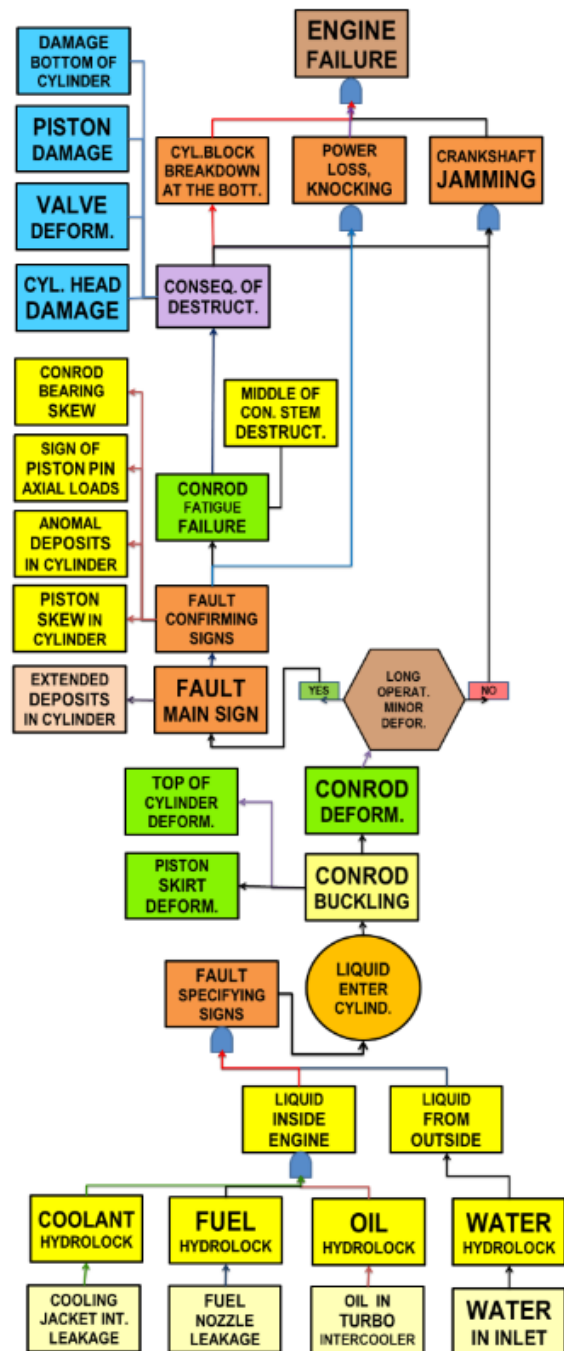 ENGINE
FAILURE
DAMAGE
BOTTOM OF
CYLINDER
PISTON
DAMAGE
VALVE
DEFORM.
CYL. HEAD
DAMAGE
CYL.BLOCK
BREAKDOWN
AT THE BOTT.
POWER
LOSS,
KNOCKING
CRANKSHAFT
JAMMING
CONSEQ. OF
DESTRUCT.
CONROD
BEARING
SKEW
SIGN OF
PISTON PIN
AXIAL LOADS
ANOMAL
DEPOSITS
IN CYLINDER
PISTON
SKEW IN
CYLINDER
EXTENDED
DEPOSITS
IN CYLINDER
MIDDLE OF
CON. STEM
DESTRUCT.
CONROD
FATIGUE
FAILURE
FAULT
CONFIRMING
SIGNS
FAULT
MAIN SIGN
YES
LONG
OPERAT.
MINOR
DEFOR.
NO
TOP OF
CYLINDER
DEFORM.
CONROD
DEFORM.
PISTON
SKIRT
DEFORM.
CONROD
BUCKLING
FAULT
SPECIFYING
SIGNS
LIQUID
ENTER
CYLIND.
LIQUID
INSIDE
ENGINE
LIQUID
FROM
OUTSIDE
COOLANT
HYDROLOCK
FUEL
HYDROLOCK
OIL
HYDROLOCK
WATER
HYDROLOCK
COOLING
JACKET INT.
LEAKAGE
FUEL
NOZZLE
LEAKAGE
OIL IN
TURBO
INTERCOOLER
WATER
IN INLET